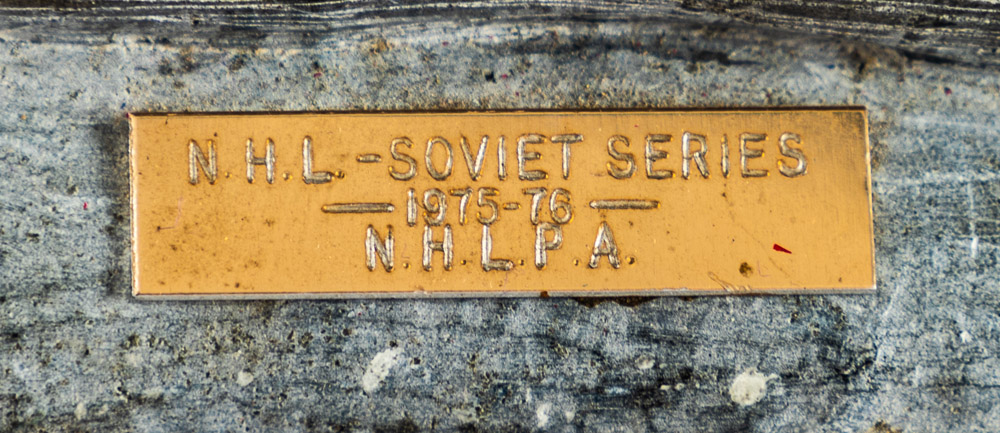 N.H.L.-SOVIET SERIES
—1975-76—
N.H.L.P.A.